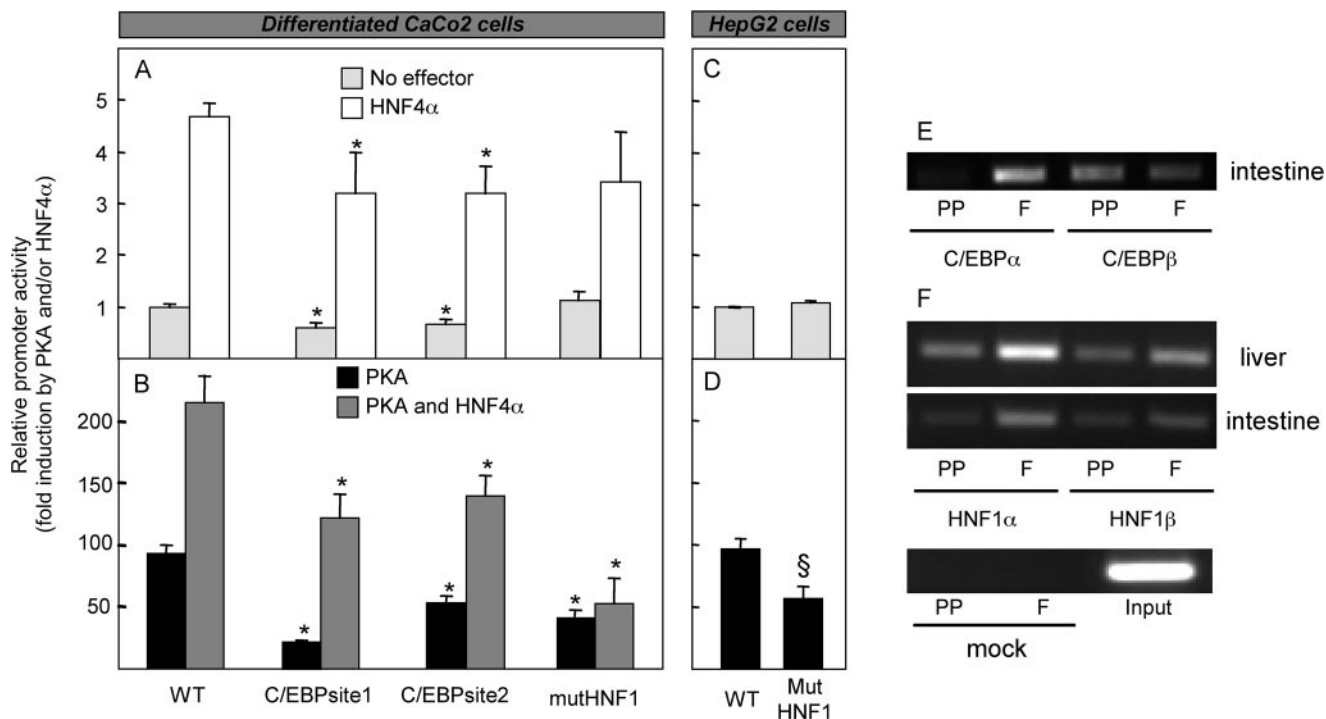 Differentiated CaCo2 cells
HepG2 cells
Relative promoter activity
(fold induction by PKA and/or HNF4α)
A
No effector
HNF4α
5
4
3
2
1
*
*
*
*
B
PKA
PKA and HNF4α
200
150
100
50
*
*
*
*
*
*
WT
C/EBPsite1
C/EBPsite2
mutHNF1
C
D
§
WT
Mut
HNF1
E
intestine
PP F PP F
C/EBPα C/EBPβ
F
liver
intestine
PP F PP F
HNF1α HNF1β
PP F Input
mock